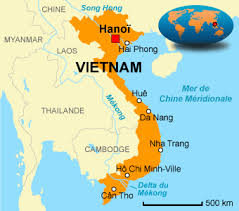 CHINE
Song Hong
MYANMAR
Hanoï
LAOS
Hai Phong
VIETNAM
Huê
Mer de
Chine Méridionale
Da Nang
THAILANDE
Mékong
CAMBODGE
Nha Trang
Hô Chi Minh-Ville
Cân Tho
Delta du
Mékong
500 km